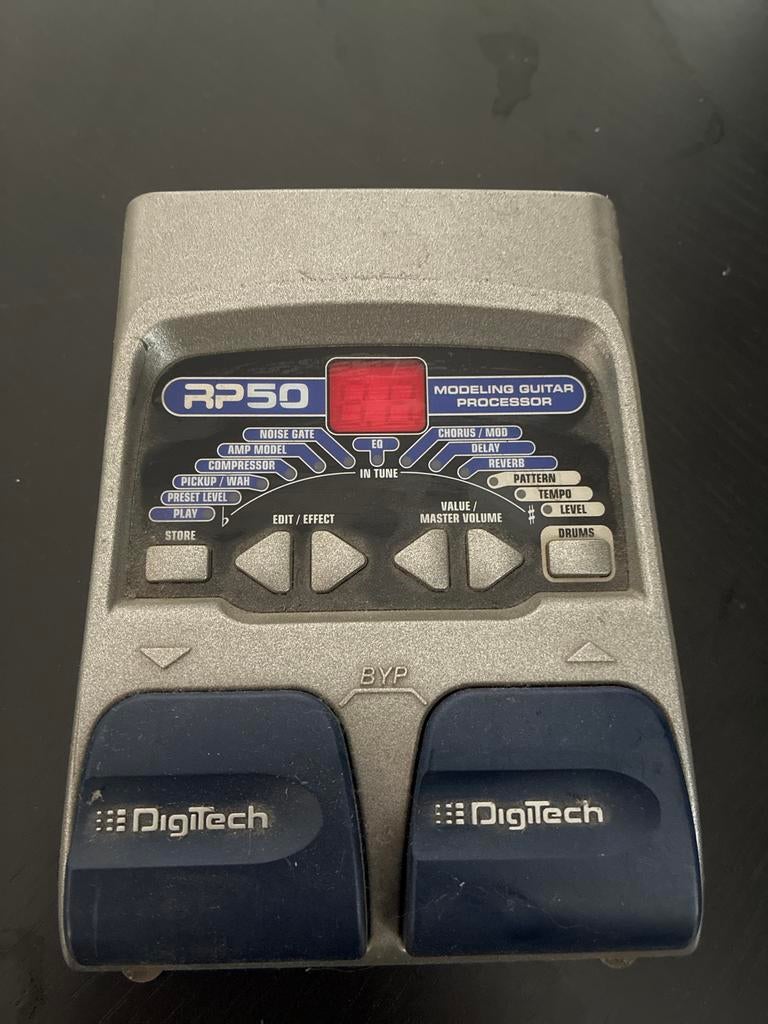 RP50
MODELING GUITAR
PROCESSOR
NOISE GATE
EQ
CHORUS / MOD
AMP MODEL
DELAY
COMPRESSOR
REVERB
IN TUNE
PICKUP / WAH
PATTERN
PRESET LEVEL
TEMPO
PLAY
♭
♯
LEVEL
STORE
EDIT / EFFECT
VALUE /
MASTER VOLUME
DRUMS
BYP
DigiTech
DigiTech